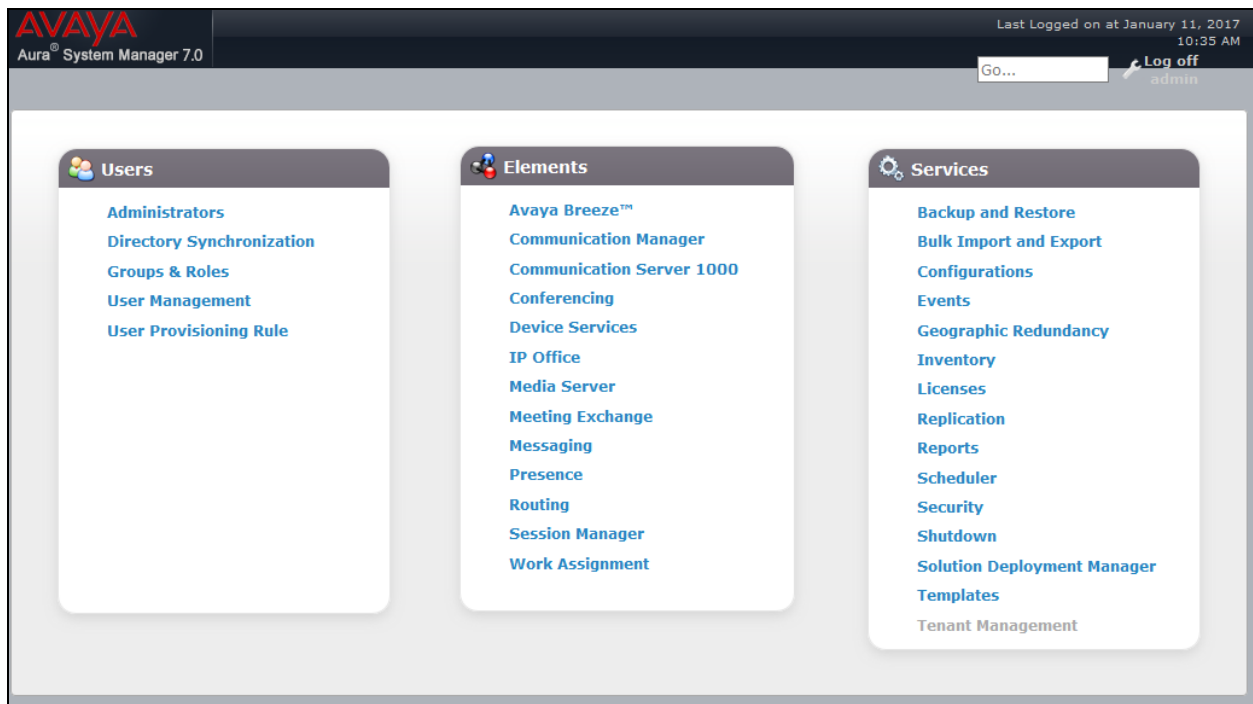 AVAYA
Aura® System Manager 7.0
Last Logged on at January 11, 2017
10:35 AM
Go...
Log off
admin
Users
Administrators
Directory Synchronization
Groups & Roles
User Management
User Provisioning Rule
Elements
Avaya Breeze™
Communication Manager
Communication Server 1000
Conferencing
Device Services
IP Office
Media Server
Meeting Exchange
Messaging
Presence
Routing
Session Manager
Work Assignment
Services
Backup and Restore
Bulk Import and Export
Configurations
Events
Geographic Redundancy
Inventory
Licenses
Replication
Reports
Scheduler
Security
Shutdown
Solution Deployment Manager
Templates
Tenant Management